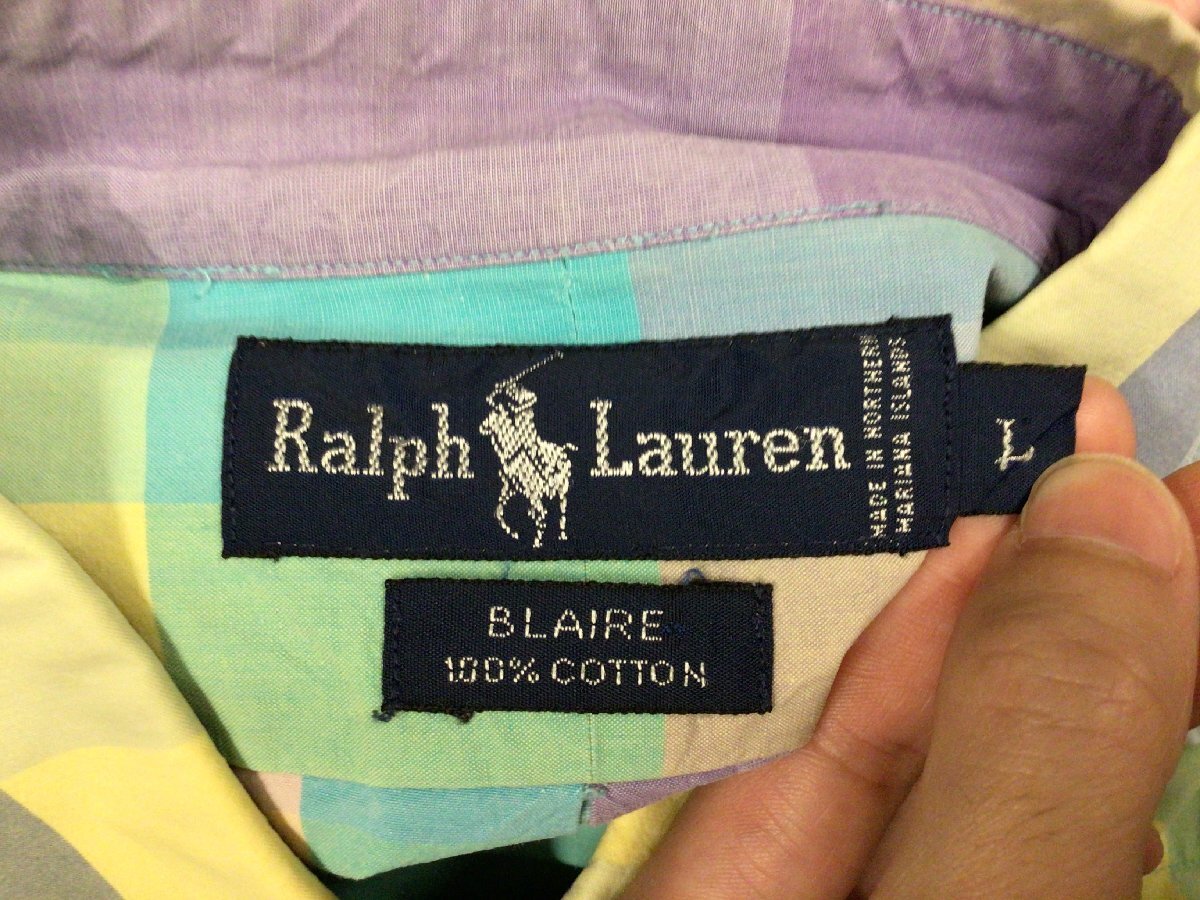 Ralph Lauren
MADE IN NORTHERN
MARIANA ISLANDS
L
BLAIRE
100% COTTON